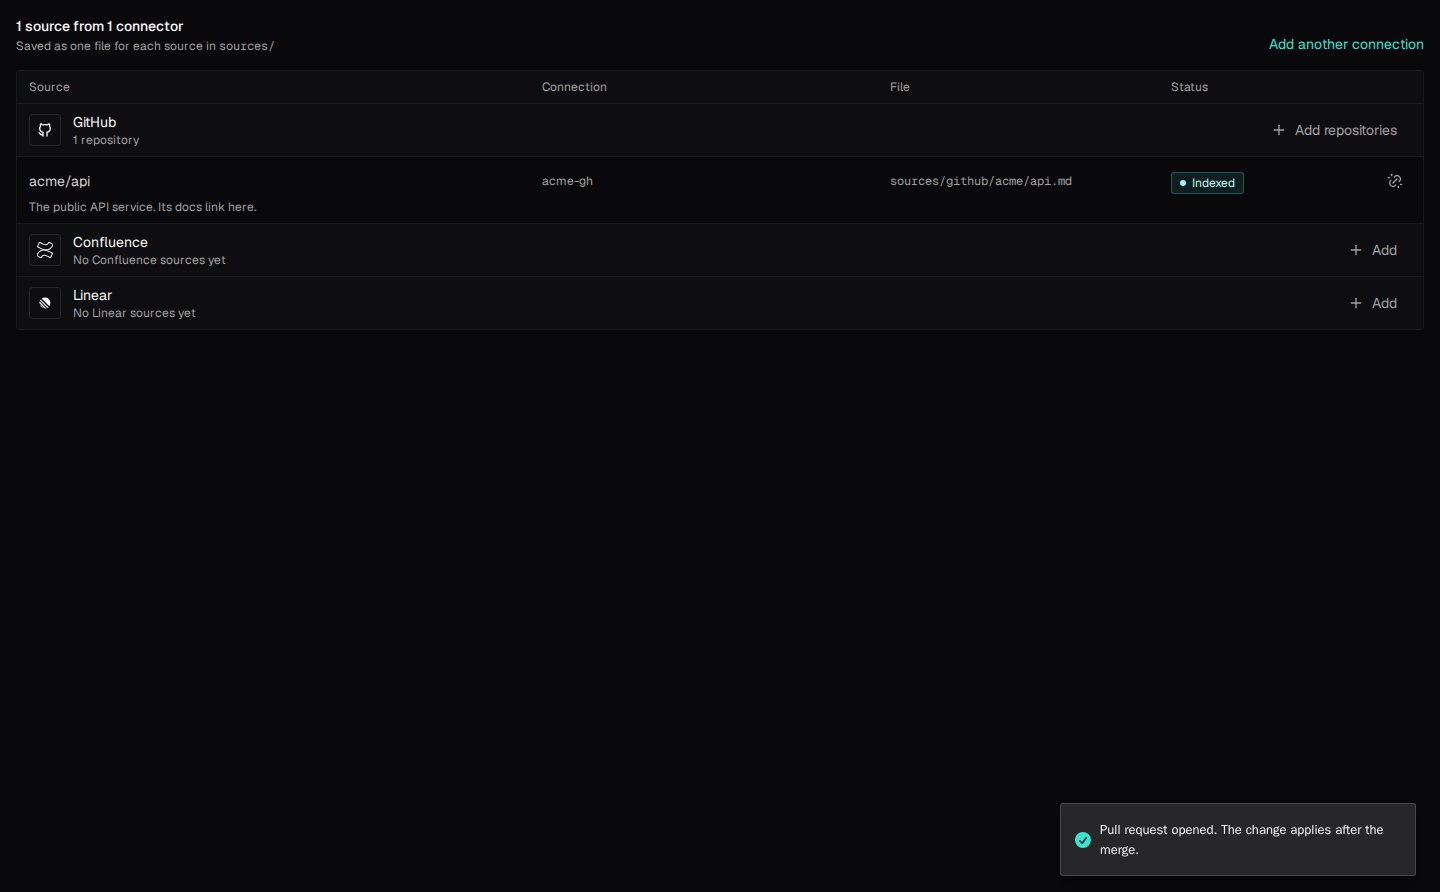 1 source from 1 connector
Saved as one file for each source in sources/
Add another connection
Source Connection File Status
GitHub
1 repository
Add repositories
acme/api acme-gh sources/github/acme/api.md Indexed
The public API service. Its docs link here.
Confluence
No Confluence sources yet
Add
Linear
No Linear sources yet
Add
Pull request opened. The change applies after the
merge.